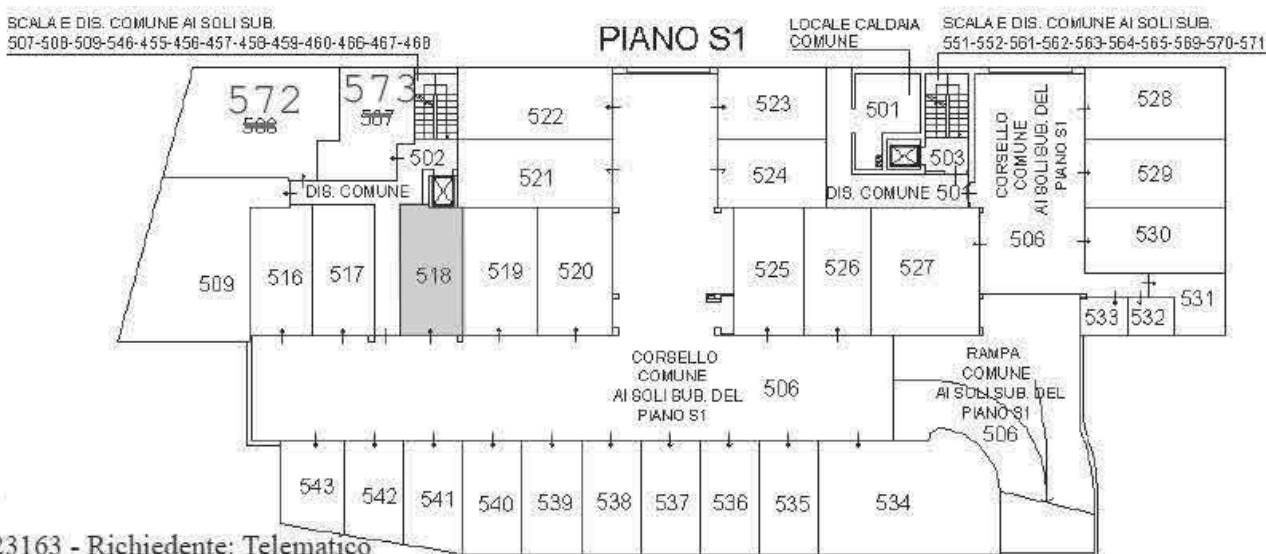 SCALA E DIS. COMUNE AI SOLI SUB.
507-508-509-546-455-456-457-458-459-460-466-467-468
PIANO S1
LOCALE CALDAIA
COMUNE
SCALA E DIS. COMUNE AI SOLI SUB.
551-552-561-562-563-564-565-569-570-571
572
573
507
522
523
501
528
502
503
521
524
529
DIS. COMUNE
DIS. COMUNE 504
CORSELLO
COMUNE
AI SOLI SUB. DEL
PIANO S1
506
530
509
516
517
518
519
520
525
526
527
531
533
532
CORSELLO
COMUNE
AI SOLI SUB. DEL
PIANO S1
506
RAMPA
COMUNE
AI SOLI SUB. DEL
PIANO S1
506
543
542
541
540
539
538
537
536
535
534
23163 - Richiedente: Telematico